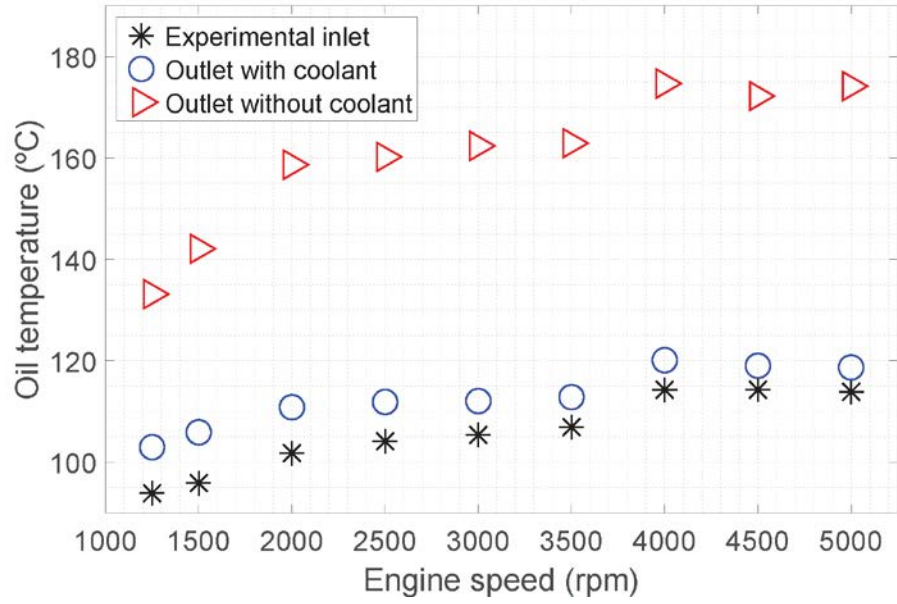 Experimental inlet
Outlet with coolant
Outlet without coolant
Oil temperature (ºC)
180
160
140
120
100
1000 1500 2000 2500 3000 3500 4000 4500 5000
Engine speed (rpm)